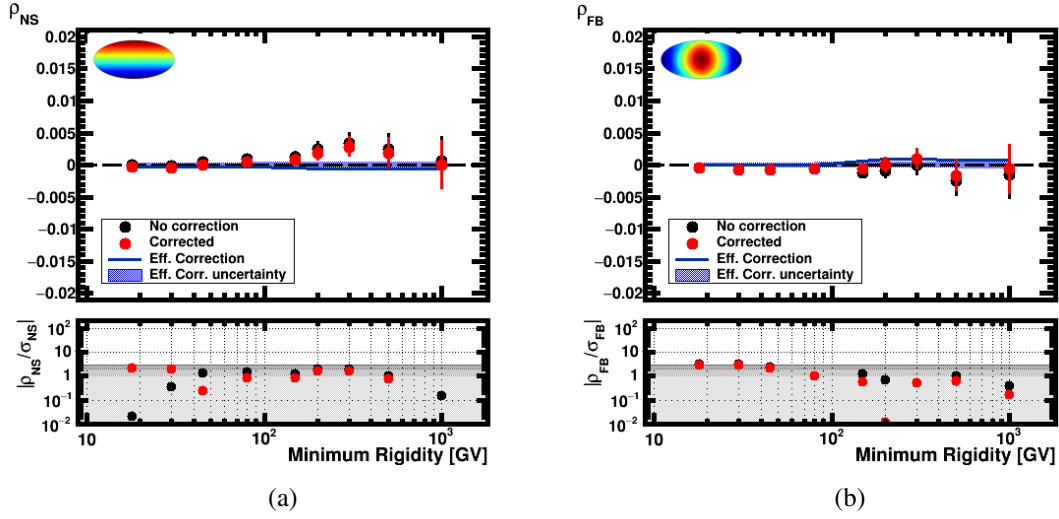 ρNS
0.02
0.015
0.01
0.005
0
−0.005
−0.01
−0.015
−0.02
No correction
Corrected
Eff. Correction
Eff. Corr. uncertainty
|ρNS/σNS|
10²
10
1
10⁻¹
10⁻²
10
10²
10³
Minimum Rigidity [GV]
(a)
ρFB
0.02
0.015
0.01
0.005
0
−0.005
−0.01
−0.015
−0.02
No correction
Corrected
Eff. Correction
Eff. Corr. uncertainty
|ρFB/σFB|
10²
10
1
10⁻¹
10⁻²
10
10²
10³
Minimum Rigidity [GV]
(b)